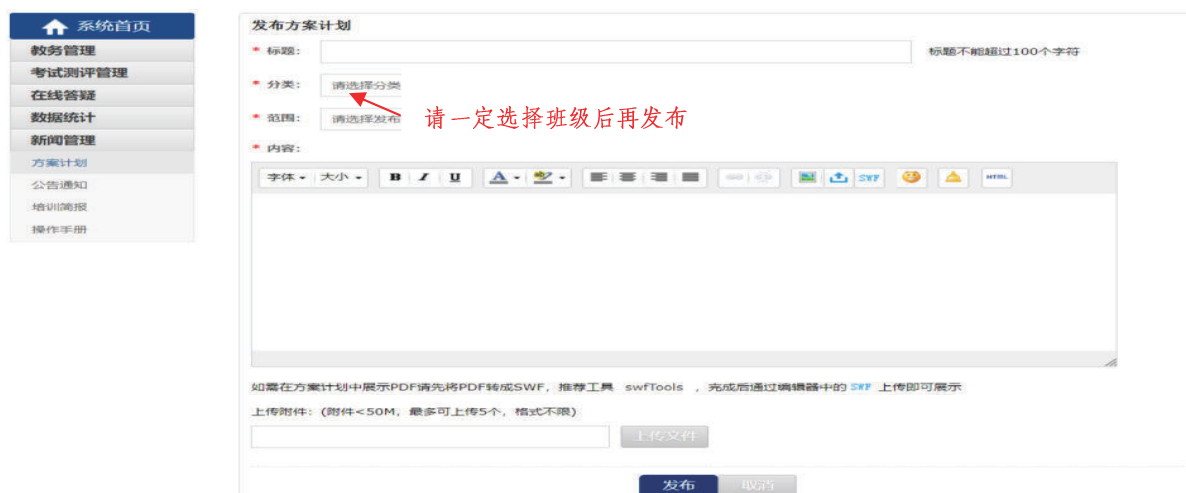 系统首页
教务管理
考试测评管理
在线答疑
数据统计
新闻管理
方案计划
公告通知
培训简报
操作手册
发布方案计划
* 标题: 标题不能超过100个字符
* 分类: 请选择分类
请一定选择班级后再发布
* 范围: 请选择发布
* 内容:
字体 大小 B I U A SWF HTML
如需在方案计划中展示PDF请先将PDF转成SWF，推荐工具 swfTools ，完成后通过编辑器中的 SWF 上传即可展示
上传附件: (附件<50M，最多可上传5个，格式不限)
上传文件
发布 取消